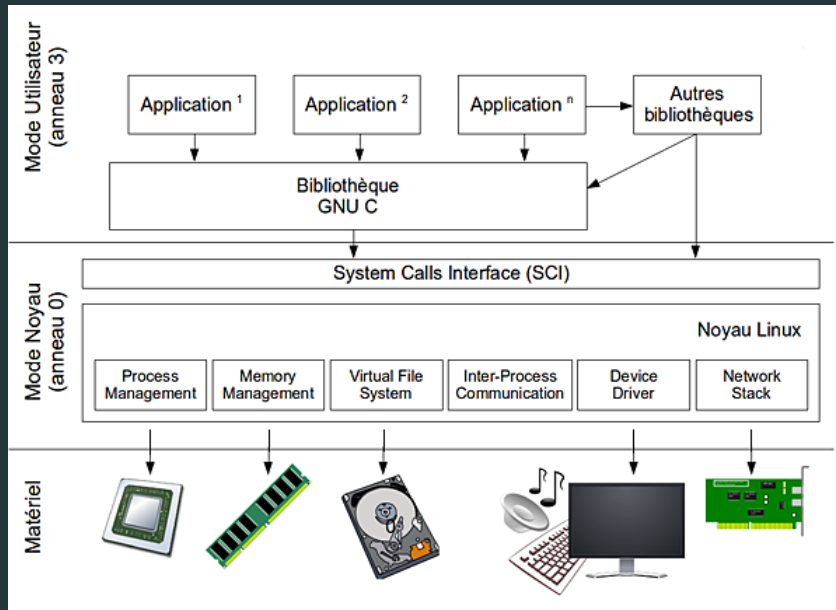 Mode Utilisateur
(anneau 3)
Application 1
Application 2
Application n
Autres
bibliothèques
Bibliothèque
GNU C
Mode Noyau
(anneau 0)
System Calls Interface (SCI)
Noyau Linux
Process
Management
Memory
Management
Virtual File
System
Inter-Process
Communication
Device
Driver
Network
Stack
Matériel